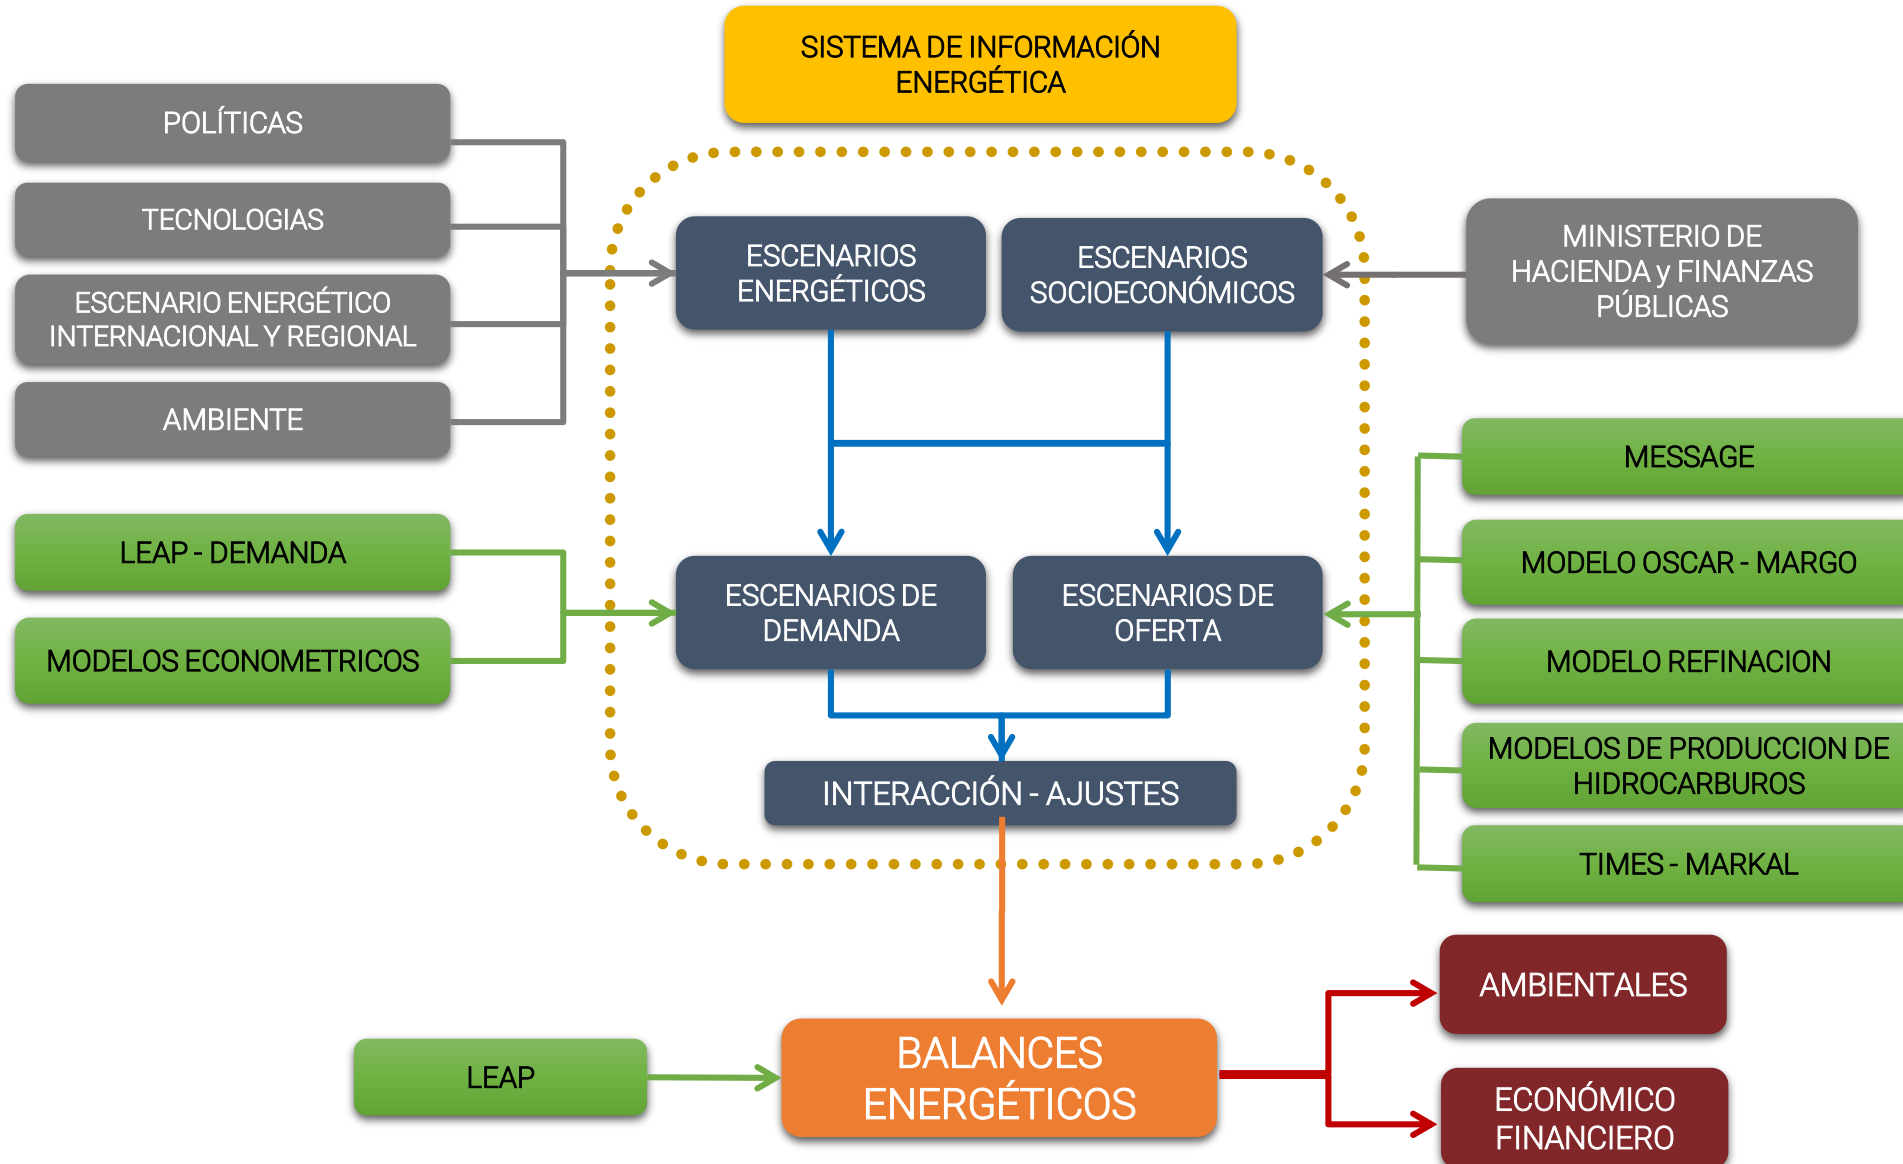 SISTEMA DE INFORMACIÓN
ENERGÉTICA
POLÍTICAS
TECNOLOGIAS
ESCENARIO ENERGÉTICO
INTERNACIONAL Y REGIONAL
AMBIENTE
ESCENARIOS
ENERGÉTICOS
ESCENARIOS
SOCIOECONÓMICOS
MINISTERIO DE
HACIENDA y FINANZAS
PÚBLICAS
LEAP - DEMANDA
MODELOS ECONOMETRICOS
ESCENARIOS DE
DEMANDA
ESCENARIOS DE
OFERTA
MESSAGE
MODELO OSCAR - MARGO
MODELO REFINACION
MODELOS DE PRODUCCION DE
HIDROCARBUROS
TIMES - MARKAL
INTERACCIÓN - AJUSTES
LEAP
BALANCES
ENERGÉTICOS
AMBIENTALES
ECONÓMICO
FINANCIERO